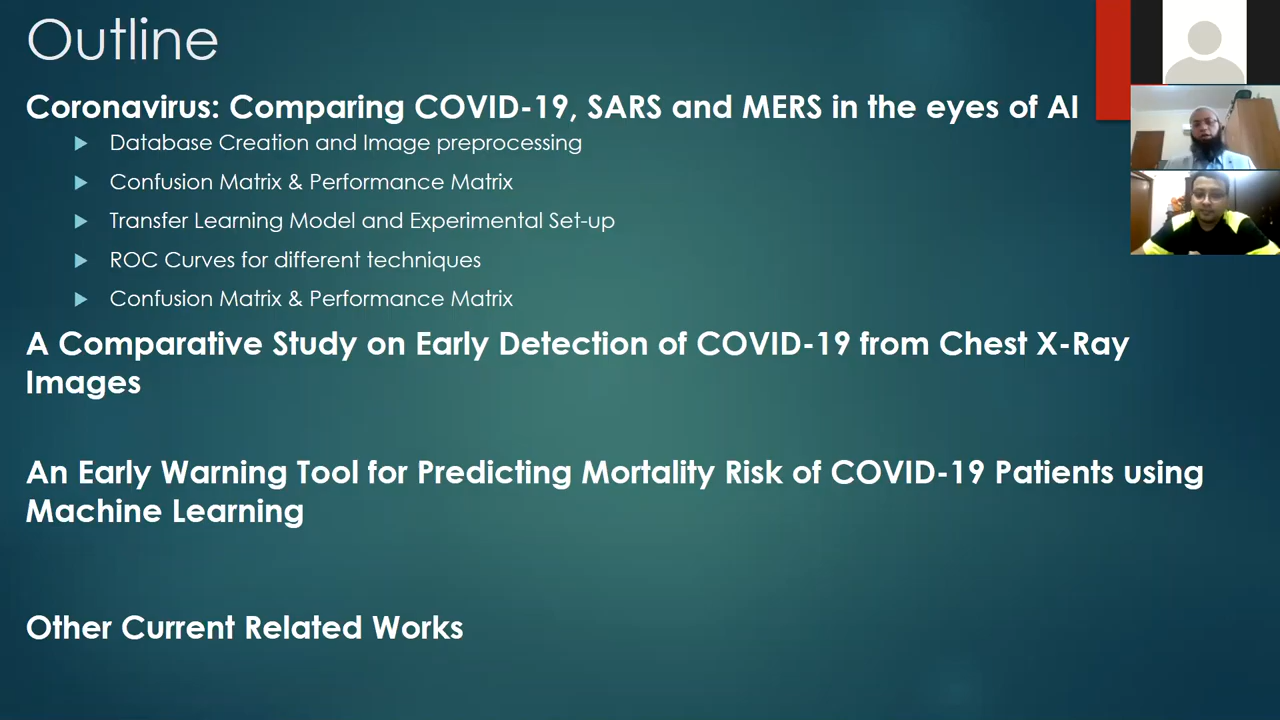 Outline
Coronavirus: Comparing COVID-19, SARS and MERS in the eyes of AI
Database Creation and Image preprocessing
Confusion Matrix & Performance Matrix
Transfer Learning Model and Experimental Set-up
ROC Curves for different techniques
Confusion Matrix & Performance Matrix
A Comparative Study on Early Detection of COVID-19 from Chest X-Ray
Images
An Early Warning Tool for Predicting Mortality Risk of COVID-19 Patients using
Machine Learning
Other Current Related Works